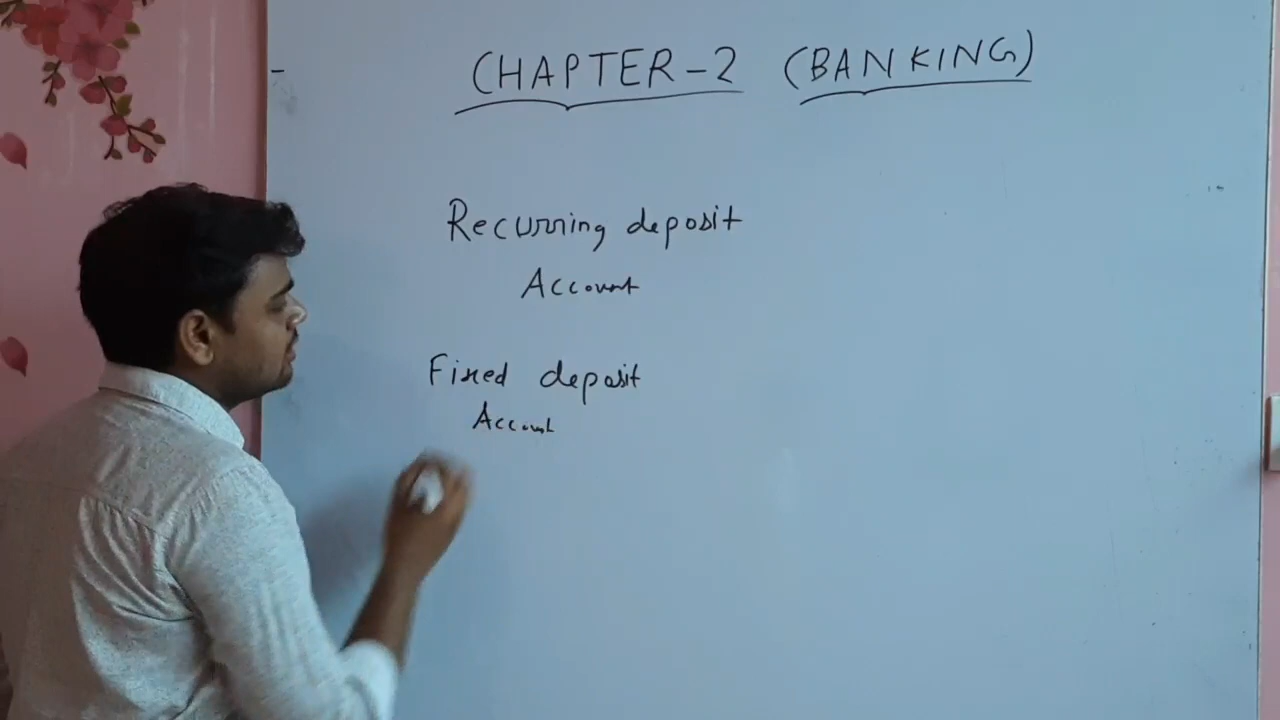 CHAPTER-2 (BANKING)
Recurring deposit
Account
Fixed deposit
Account